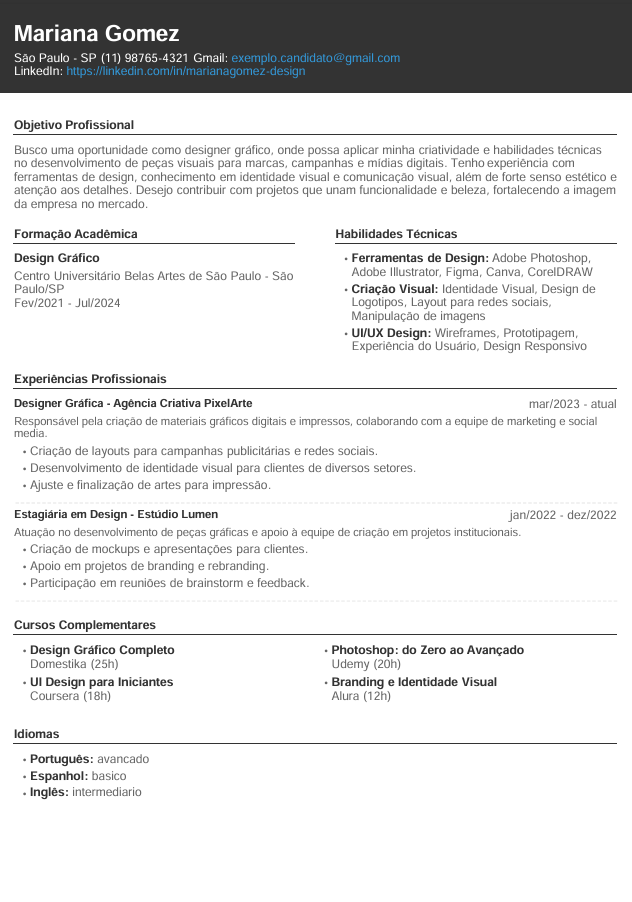 Mariana Gomez
São Paulo - SP (11) 98765-4321 Gmail: exemplo.candidato@gmail.com
LinkedIn: https://linkedin.com/in/marianagomez-design
Objetivo Profissional
Busco uma oportunidade como designer gráfico, onde possa aplicar minha criatividade e habilidades técnicas
no desenvolvimento de peças visuais para marcas, campanhas e mídias digitais. Tenho experiência com
ferramentas de design, conhecimento em identidade visual e comunicação visual, além de forte senso estético e
atenção aos detalhes. Desejo contribuir com projetos que unam funcionalidade e beleza, fortalecendo a imagem
da empresa no mercado.
Formação Acadêmica
Design Gráfico
Centro Universitário Belas Artes de São Paulo - São
Paulo/SP
Fev/2021 - Jul/2024
Habilidades Técnicas
• Ferramentas de Design: Adobe Photoshop,
Adobe Illustrator, Figma, Canva, CorelDRAW
• Criação Visual: Identidade Visual, Design de
Logotipos, Layout para redes sociais,
Manipulação de imagens
• UI/UX Design: Wireframes, Prototipagem,
Experiência do Usuário, Design Responsivo
Experiências Profissionais
Designer Gráfica - Agência Criativa PixelArte mar/2023 - atual
Responsável pela criação de materiais gráficos digitais e impressos, colaborando com a equipe de marketing e social
media.
• Criação de layouts para campanhas publicitárias e redes sociais.
• Desenvolvimento de identidade visual para clientes de diversos setores.
• Ajuste e finalização de artes para impressão.
Estagiária em Design - Estúdio Lumen jan/2022 - dez/2022
Atuação no desenvolvimento de peças gráficas e apoio à equipe de criação em projetos institucionais.
• Criação de mockups e apresentações para clientes.
• Apoio em projetos de branding e rebranding.
• Participação em reuniões de brainstorm e feedback.
Cursos Complementares
• Design Gráfico Completo
Domestika (25h)
• UI Design para Iniciantes
Coursera (18h)
• Photoshop: do Zero ao Avançado
Udemy (20h)
• Branding e Identidade Visual
Alura (12h)
Idiomas
• Português: avancado
• Espanhol: basico
• Inglês: intermediario